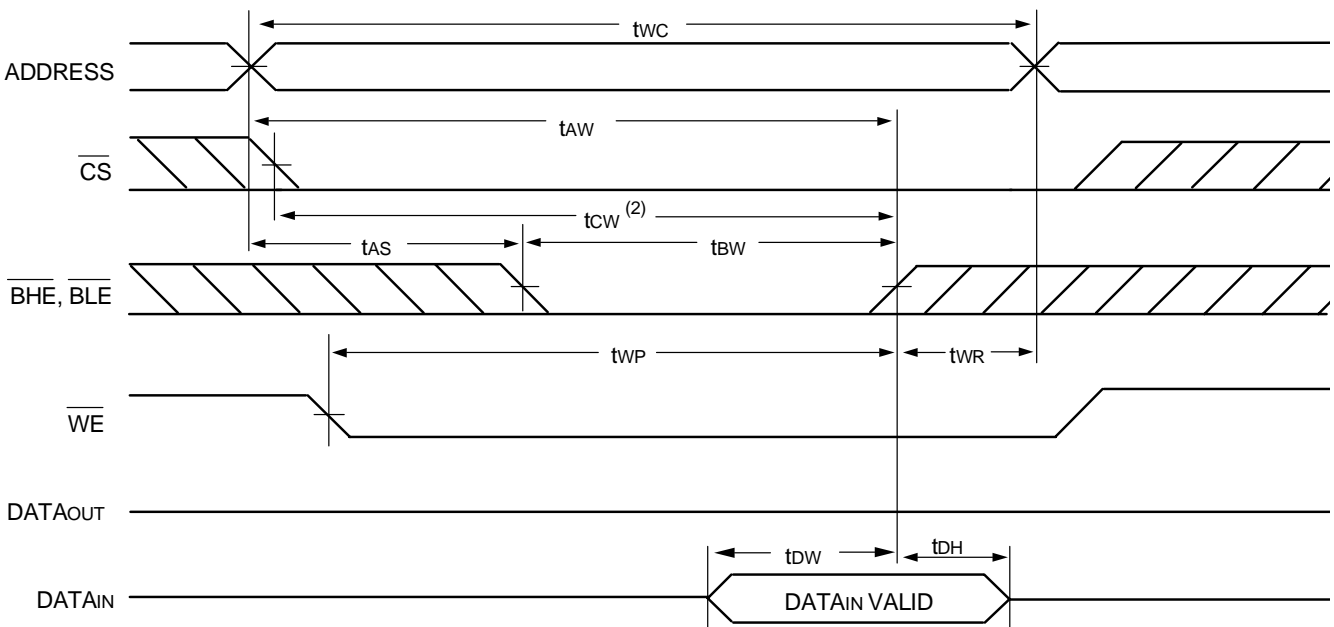 tWC
ADDRESS
tAW
CS
tCW (2)
tAS
tBW
BHE, BLE
tWP
tWR
WE
DATAOUT
tDW
tDH
DATAIN
DATAIN VALID